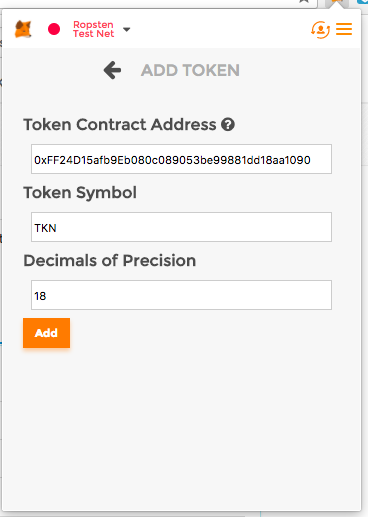 Ropsten
Test Net
ADD TOKEN
Token Contract Address
0xFF24D15afb9Eb080c089053be99881dd18aa1090
Token Symbol
TKN
Decimals of Precision
18
Add